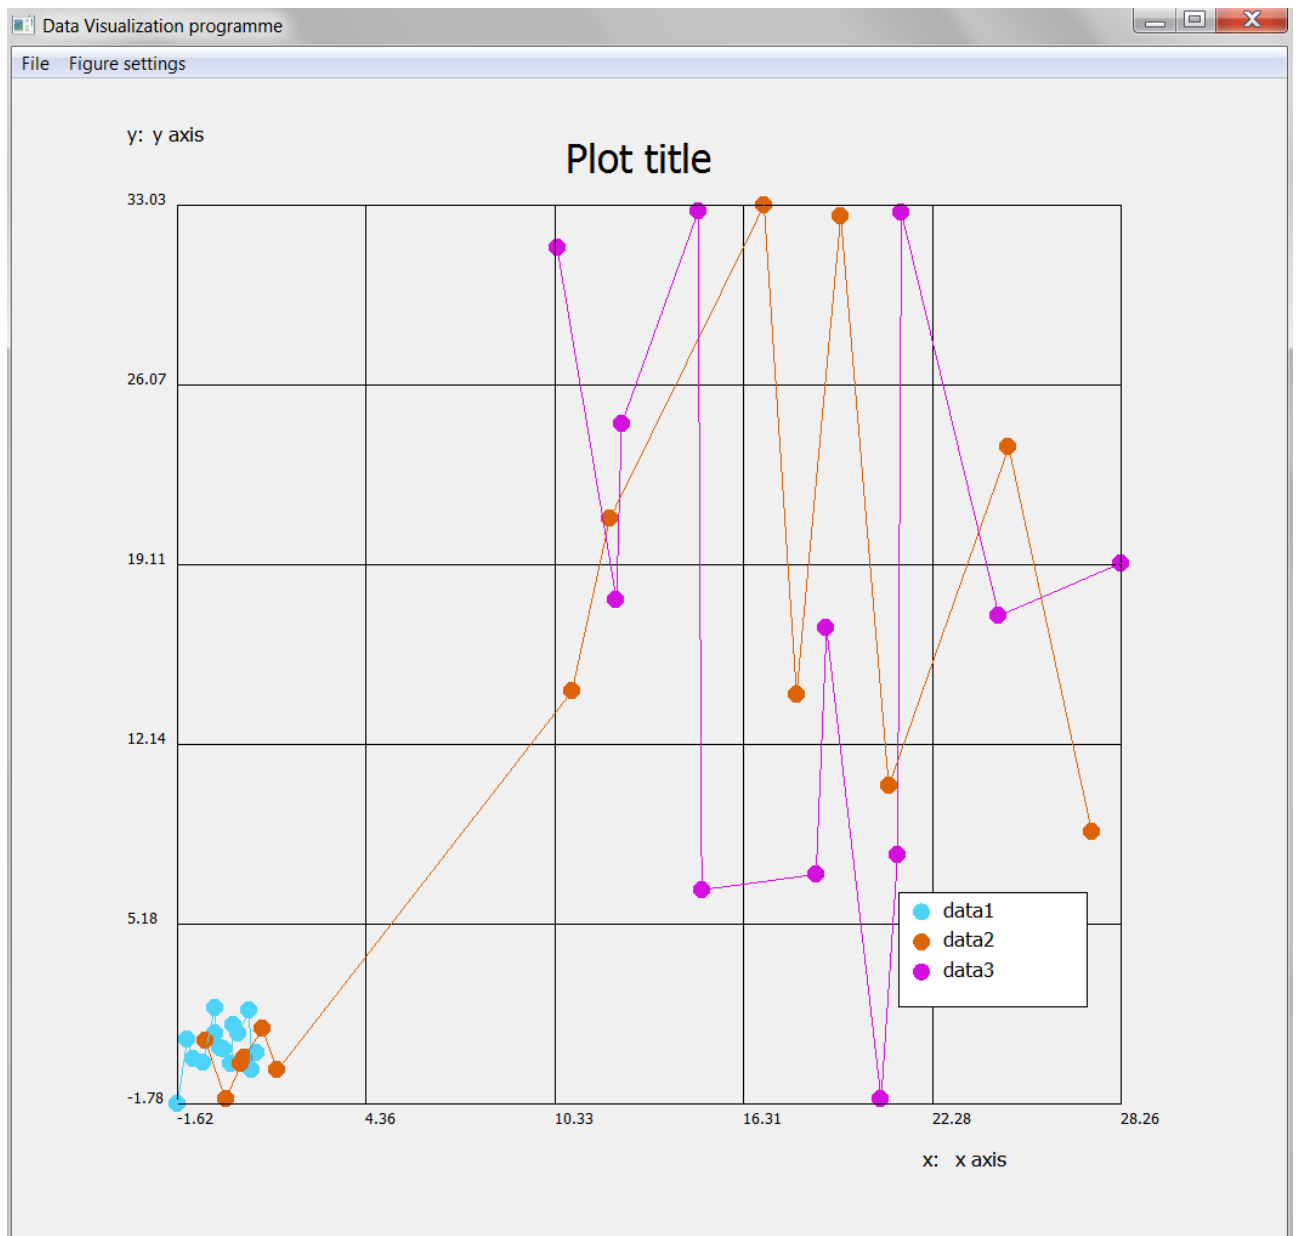 Data Visualization programme
File Figure settings
y: y axis
Plot title
33.03
26.07
19.11
12.14
5.18
-1.78
data1
data2
data3
-1.62 4.36 10.33 16.31 22.28 28.26
x: x axis